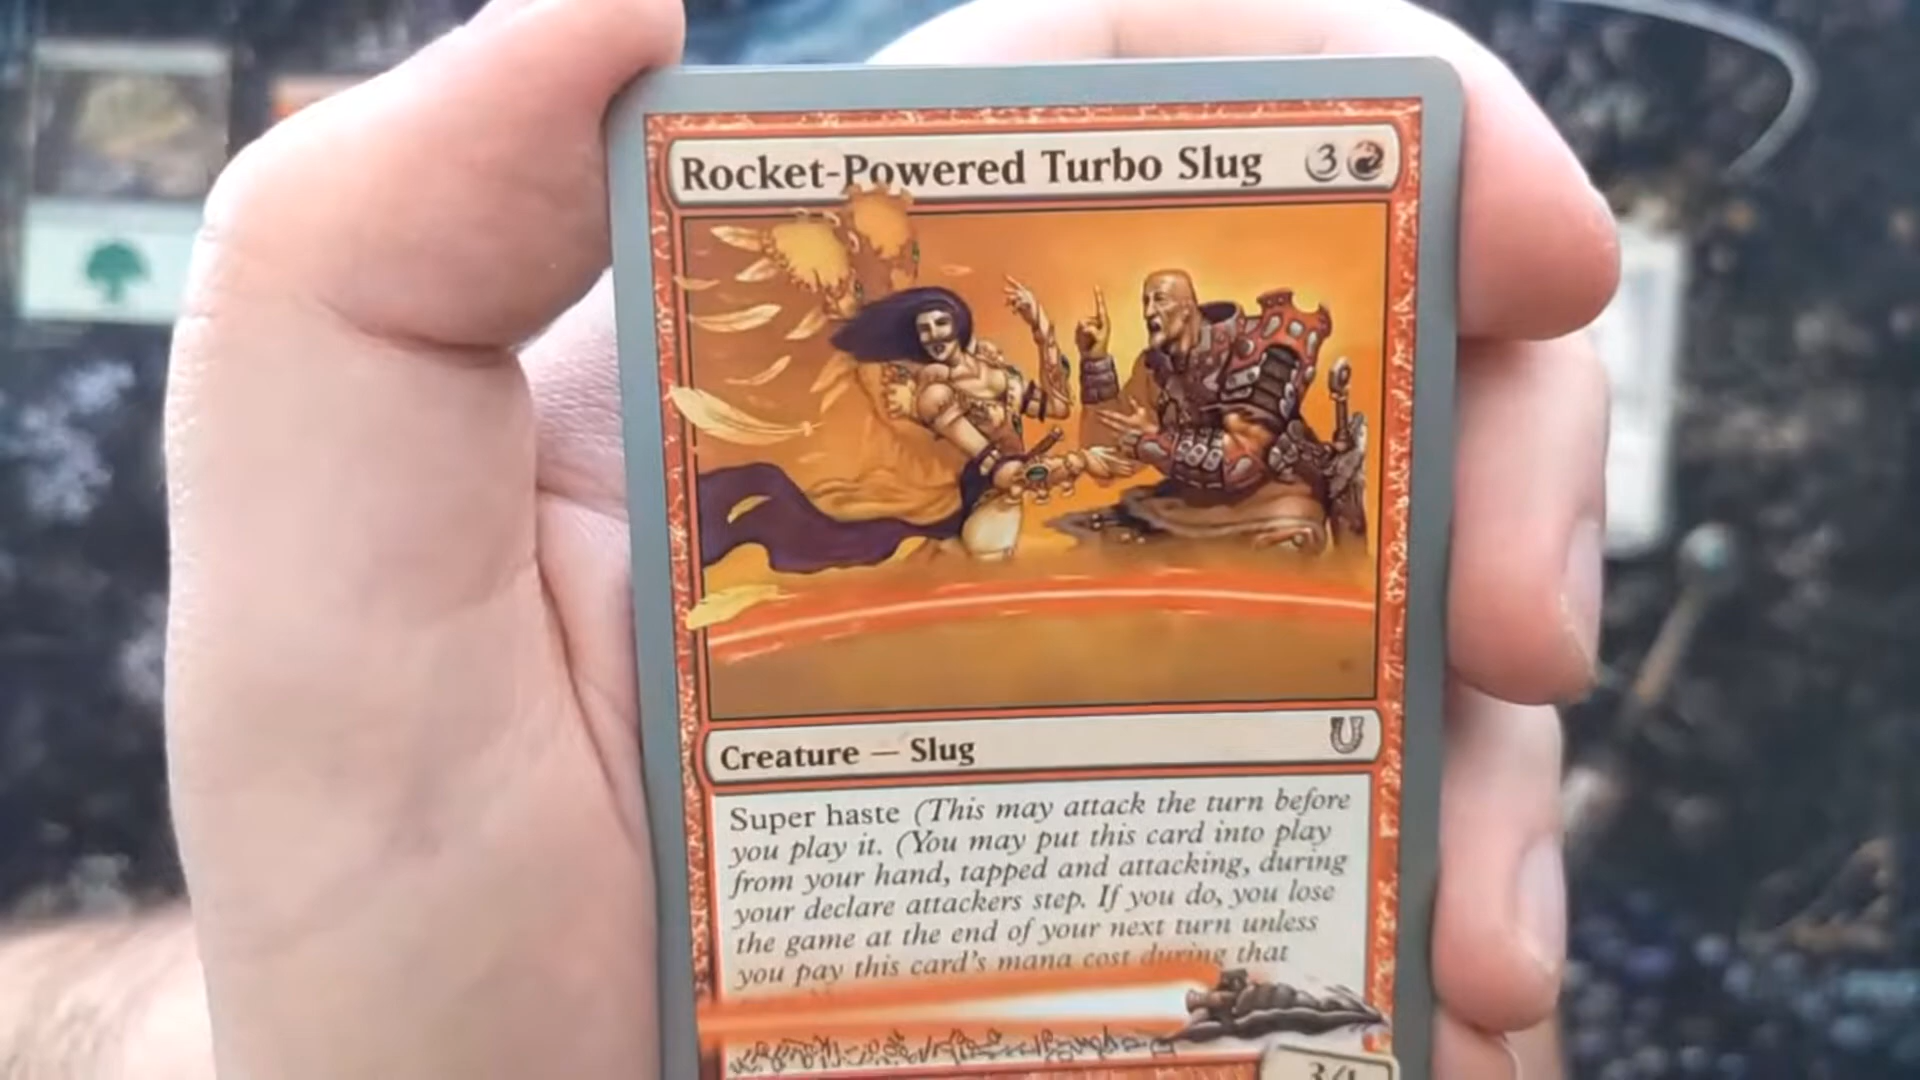 Rocket-Powered Turbo Slug 3
Creature — Slug
Super haste (This may attack the turn before
you play it. (You may put this card into play
from your hand, tapped and attacking, during
your declare attackers step. If you do, you lose
the game at the end of your next turn unless
you pay this card's mana cost during that
3/1